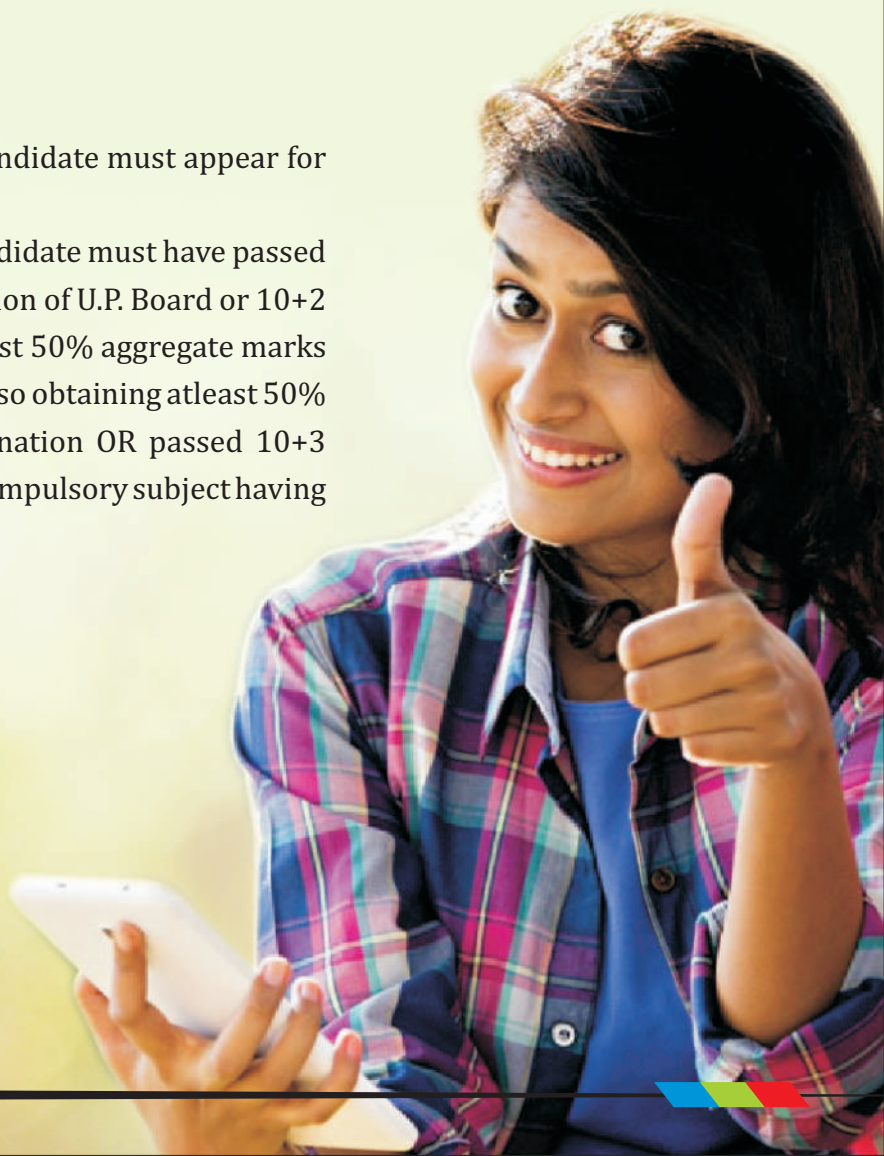 ndidate must appear for
didate must have passed
ion of U.P. Board or 10+2
st 50% aggregate marks
so obtaining atleast 50%
nation OR passed 10+3
mpulsory subject having